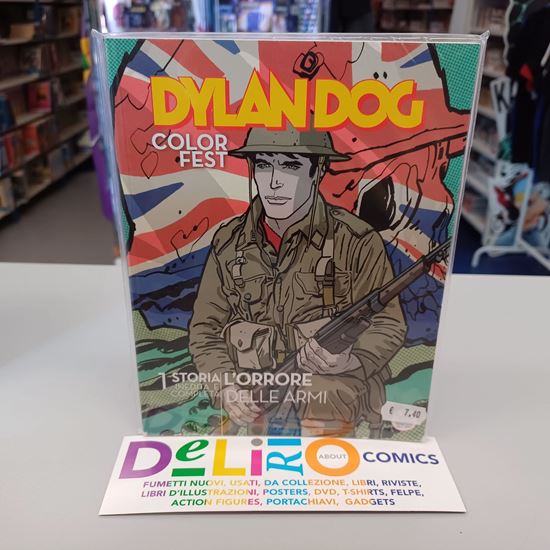 DYLAN DOG
COLOR
FEST
1 STORIA
INEDITA E
COMPLETA
L'ORRORE
DELLE ARMI
€ 7,40
DeLiRiO
ABOUT
COMICS
FUMETTI NUOVI, USATI, DA COLLEZIONE, LIBRI, RIVISTE,
LIBRI D'ILLUSTRAZIONI, POSTERS, DVD, T-SHIRTS, FELPE,
ACTION FIGURES, PORTACHIAVI, GADGETS